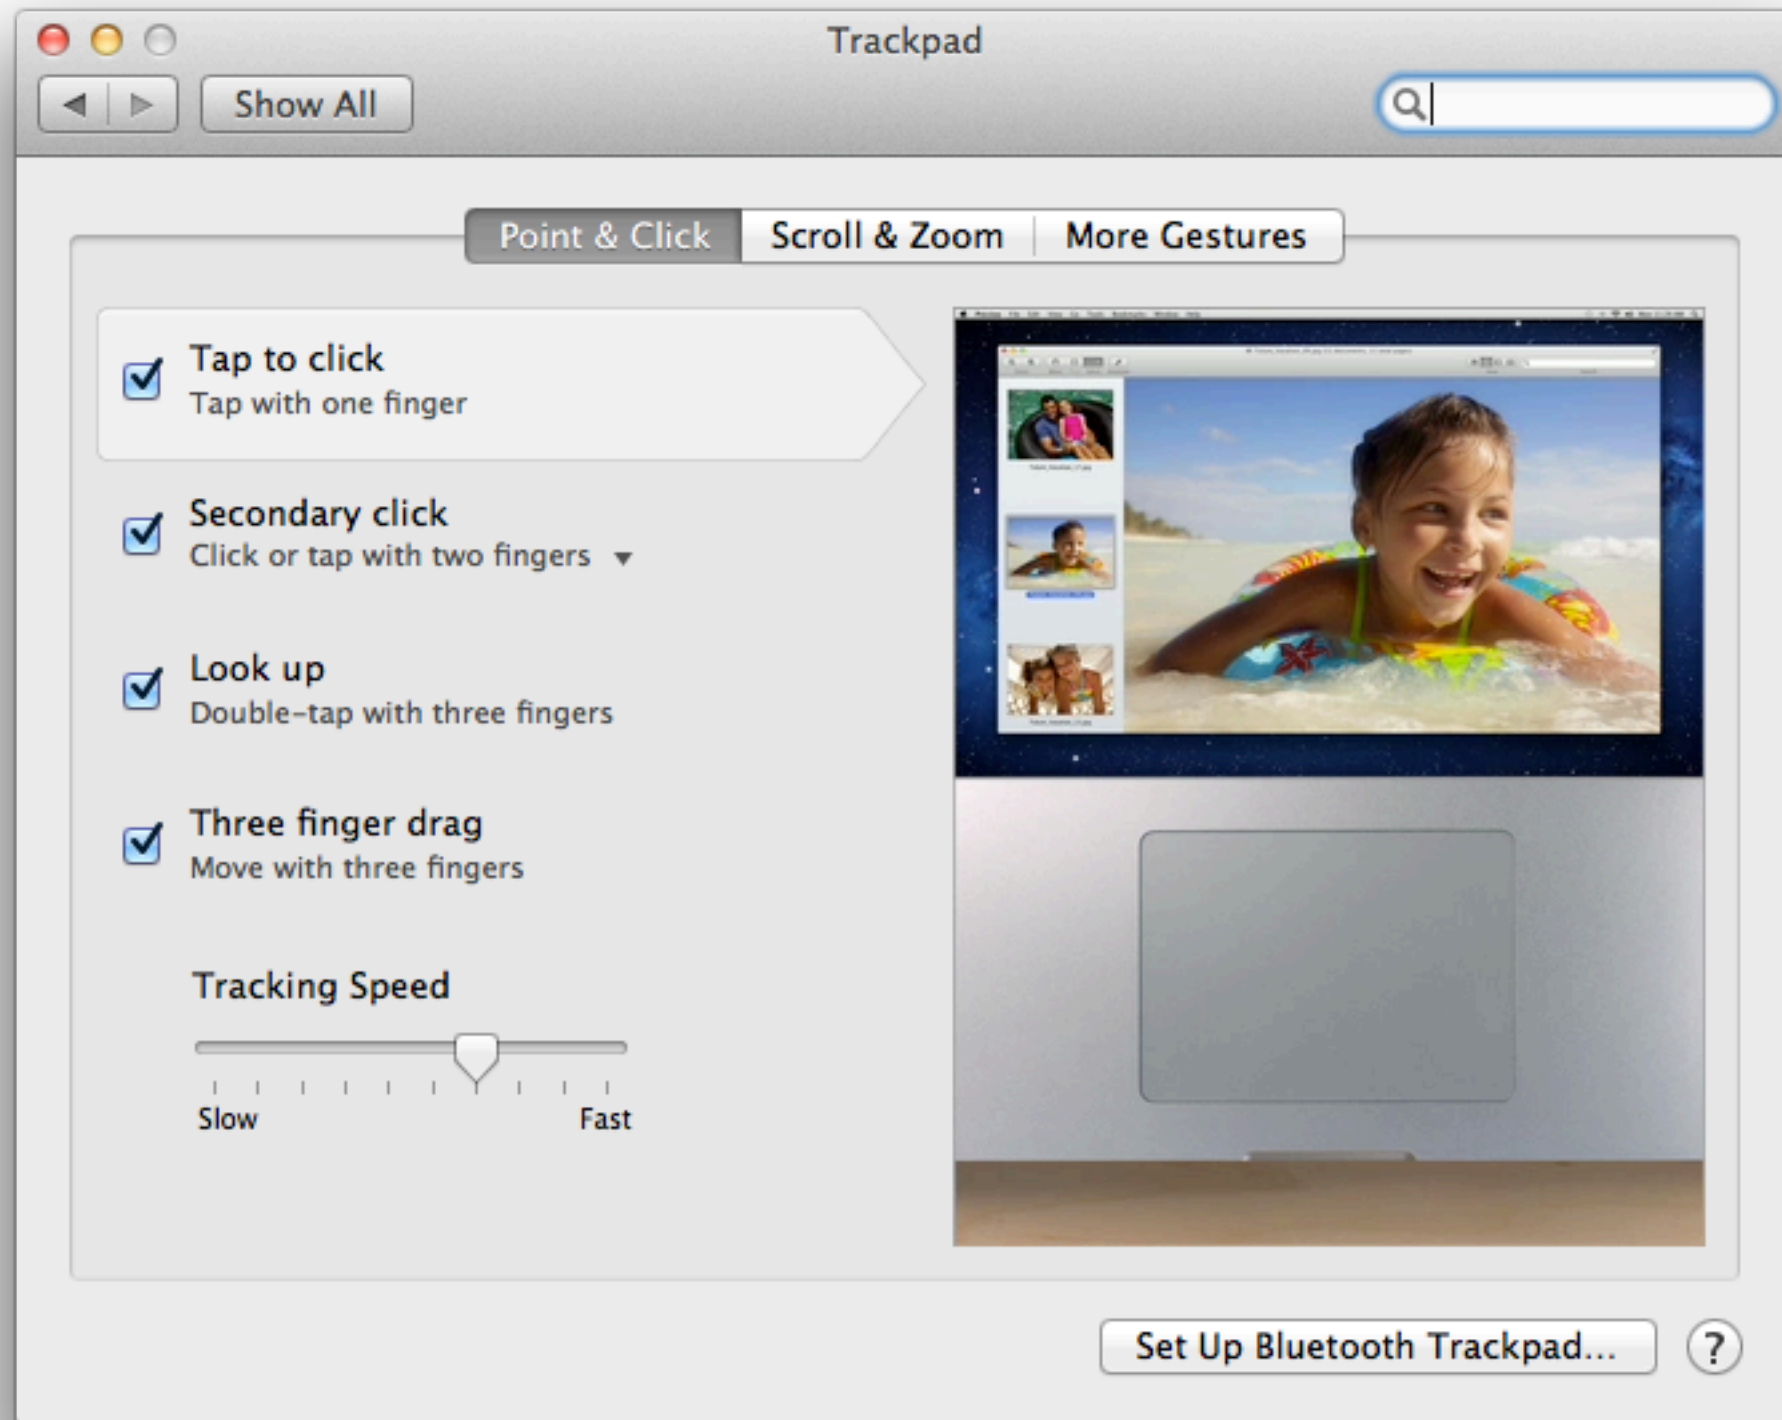 Trackpad
Show All
Point & Click
Scroll & Zoom
More Gestures
Tap to click
Tap with one finger
Secondary click
Click or tap with two fingers
Look up
Double-tap with three fingers
Three finger drag
Move with three fingers
Tracking Speed
Slow
Fast
Set Up Bluetooth Trackpad...
?